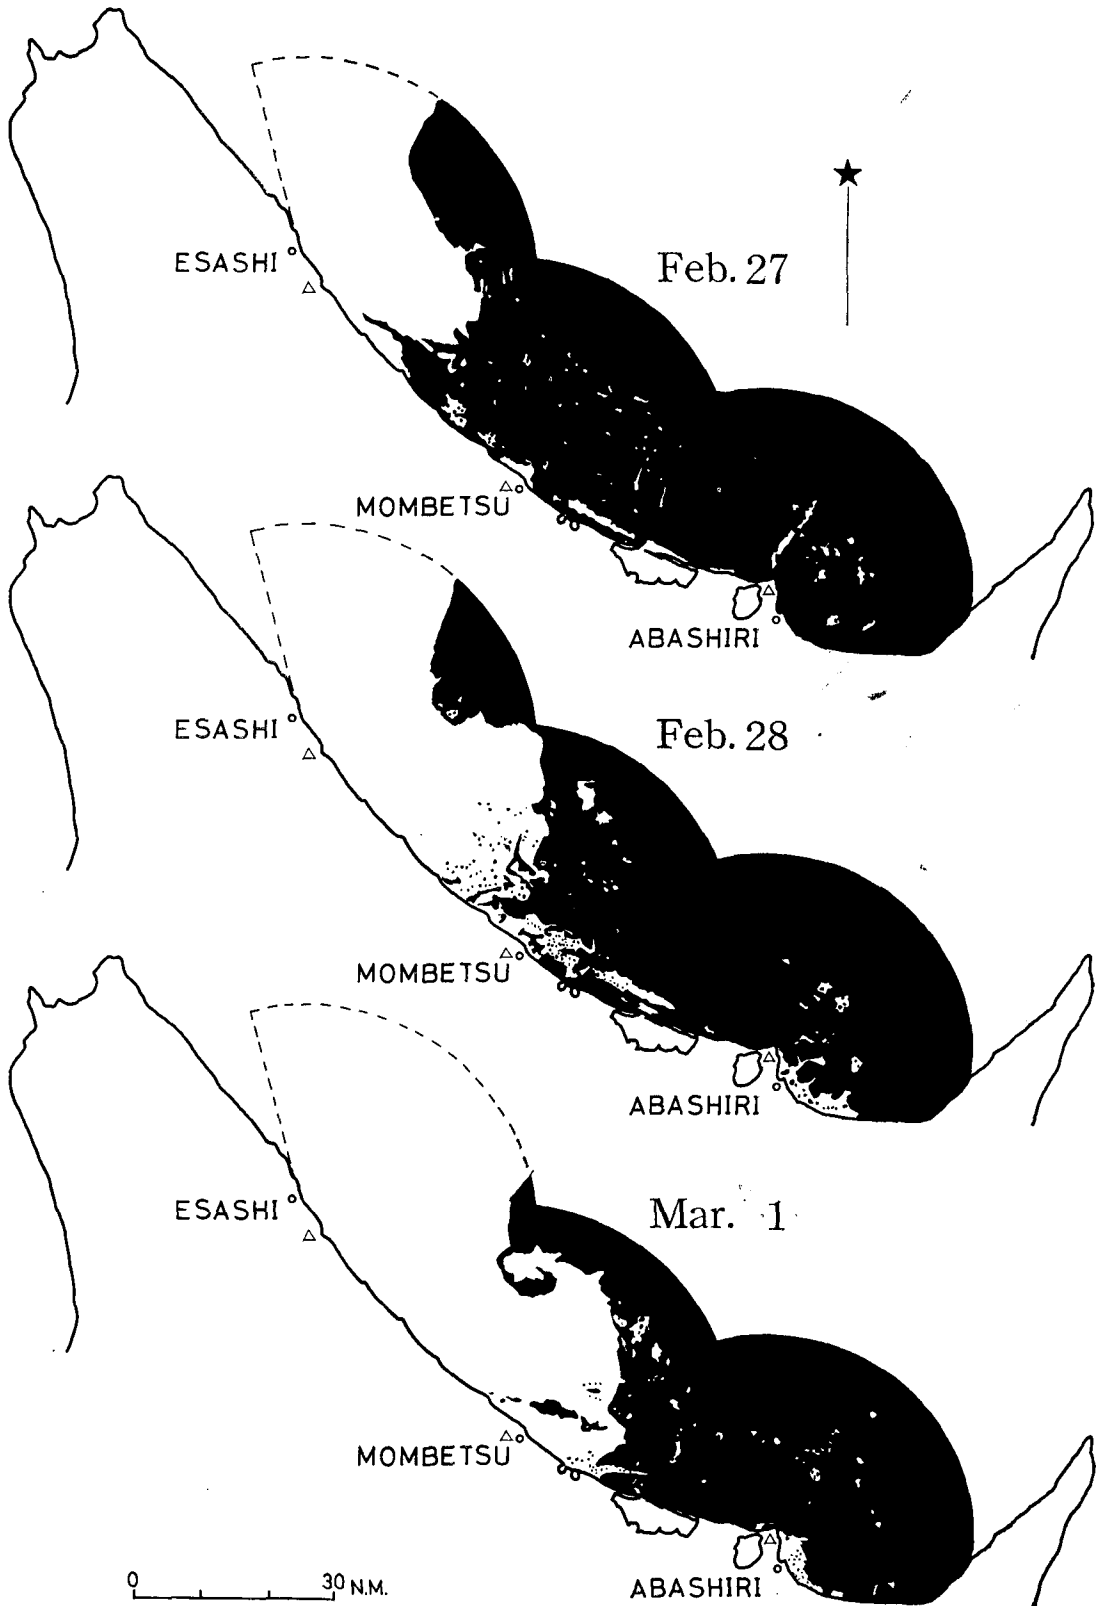 Feb. 27
ESASHI
MOMBETSU
ABASHIRI
Feb. 28
ESASHI
MOMBETSU
ABASHIRI
Mar. 1
ESASHI
MOMBETSU
ABASHIRI
0 30 N.M.